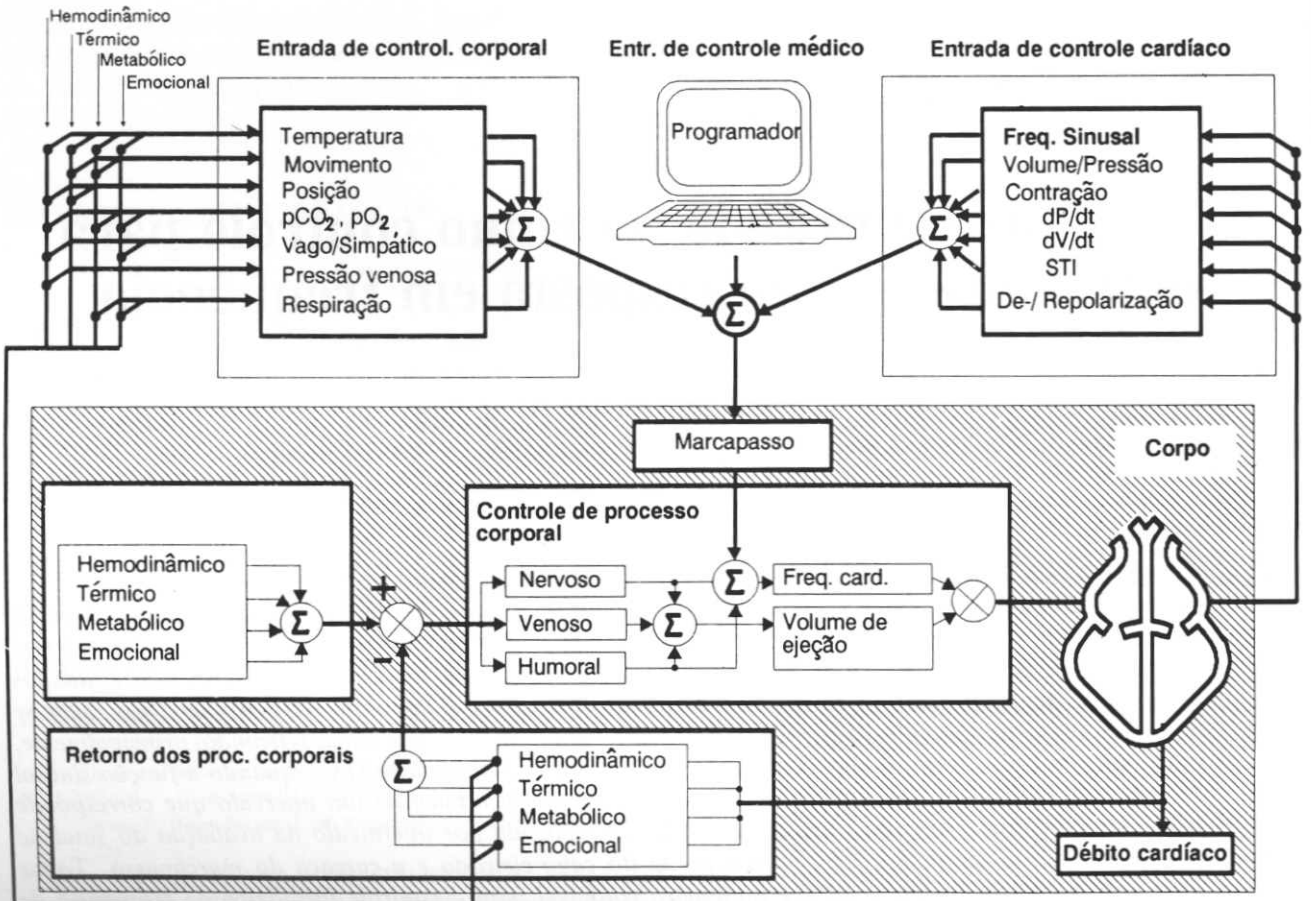 Hemodinâmico
Térmico
Metabólico
Emocional
Entrada de control. corporal
Entr. de controle médico
Entrada de controle cardíaco
Temperatura
Movimento
Posição
pCO₂, pO₂,
Vago/Simpático
Pressão venosa
Respiração
Σ
Programador
Σ
Σ
Freq. Sinusal
Volume/Pressão
Contração
dP/dt
dV/dt
STI
De-/ Repolarização
Marcapasso
Corpo
Hemodinâmico
Térmico
Metabólico
Emocional
Σ
+
−
Controle de processo
corporal
Nervoso
Venoso
Humoral
Σ
Σ
Freq. card.
Volume de
ejeção
Retorno dos proc. corporais
Σ
Hemodinâmico
Térmico
Metabólico
Emocional
Débito cardíaco